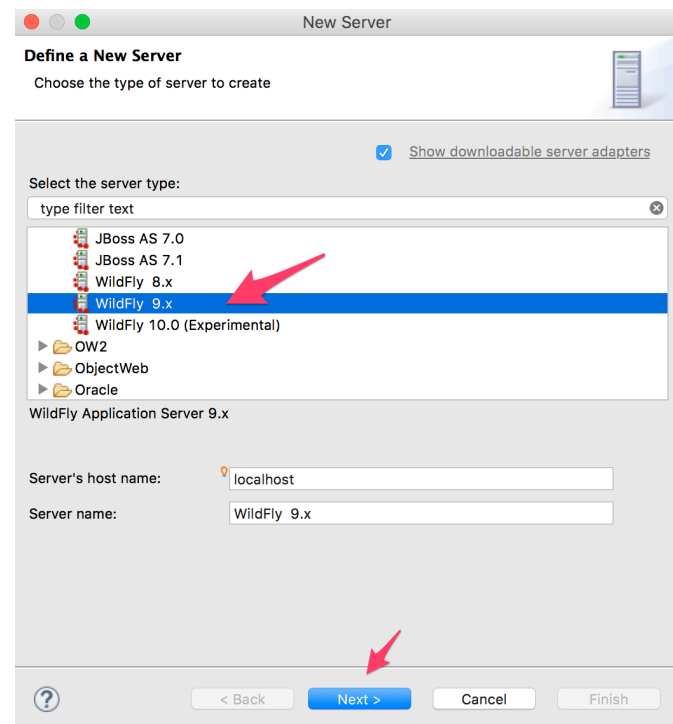 New Server
Define a New Server
Choose the type of server to create
Show downloadable server adapters
Select the server type:
type filter text
JBoss AS 7.0
JBoss AS 7.1
WildFly  8.x
WildFly  9.x
WildFly 10.0 (Experimental)
OW2
ObjectWeb
Oracle
WildFly Application Server 9.x
Server's host name: localhost
Server name: WildFly  9.x
? < Back Next > Cancel Finish